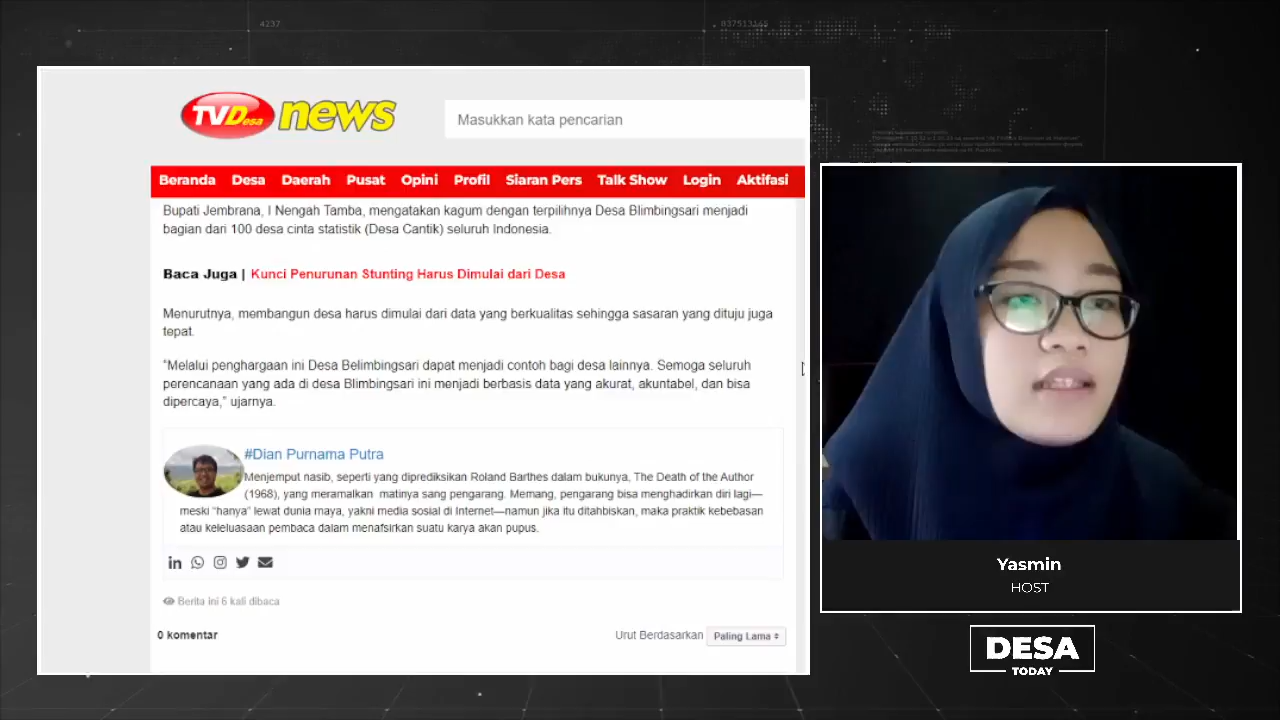 4237
037513165
TVDesa news
Masukkan kata pencarian
Beranda Desa Daerah Pusat Opini Profil Siaran Pers Talk Show Login Aktifasi
Bupati Jembrana, I Nengah Tamba, mengatakan kagum dengan terpilihnya Desa Blimbingsari menjadi
bagian dari 100 desa cinta statistik (Desa Cantik) seluruh Indonesia.
Baca Juga | Kunci Penurunan Stunting Harus Dimulai dari Desa
Menurutnya, membangun desa harus dimulai dari data yang berkualitas sehingga sasaran yang dituju juga
tepat.
“Melalui penghargaan ini Desa Belimbingsari dapat menjadi contoh bagi desa lainnya. Semoga seluruh
perencanaan yang ada di desa Blimbingsari ini menjadi berbasis data yang akurat, akuntabel, dan bisa
dipercaya,” ujarnya.
#Dian Purnama Putra
Menjemput nasib, seperti yang diprediksikan Roland Barthes dalam bukunya, The Death of the Author
(1968), yang meramalkan matinya sang pengarang. Memang, pengarang bisa menghadirkan diri lagi—
meski “hanya” lewat dunia maya, yakni media sosial di Internet—namun jika itu ditahbiskan, maka praktik kebebasan
atau keleluasaan pembaca dalam menafsirkan suatu karya akan pupus.
Berita ini 6 kali dibaca
0 komentar
Urut Berdasarkan Paling Lama
Yasmin
HOST
DESA
TODAY